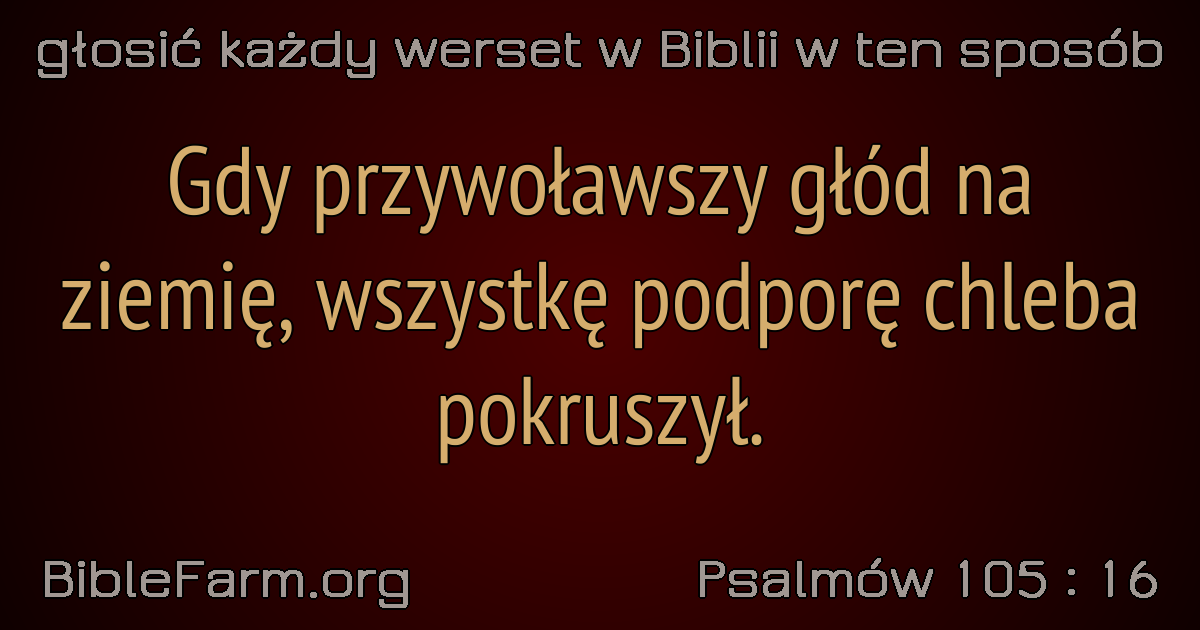 głosić każdy werset w Biblii w ten sposób
Gdy przywoławszy głód na
ziemię, wszystkę podporę chleba
pokruszył.
BibleFarm.org
Psalmów 105 : 16